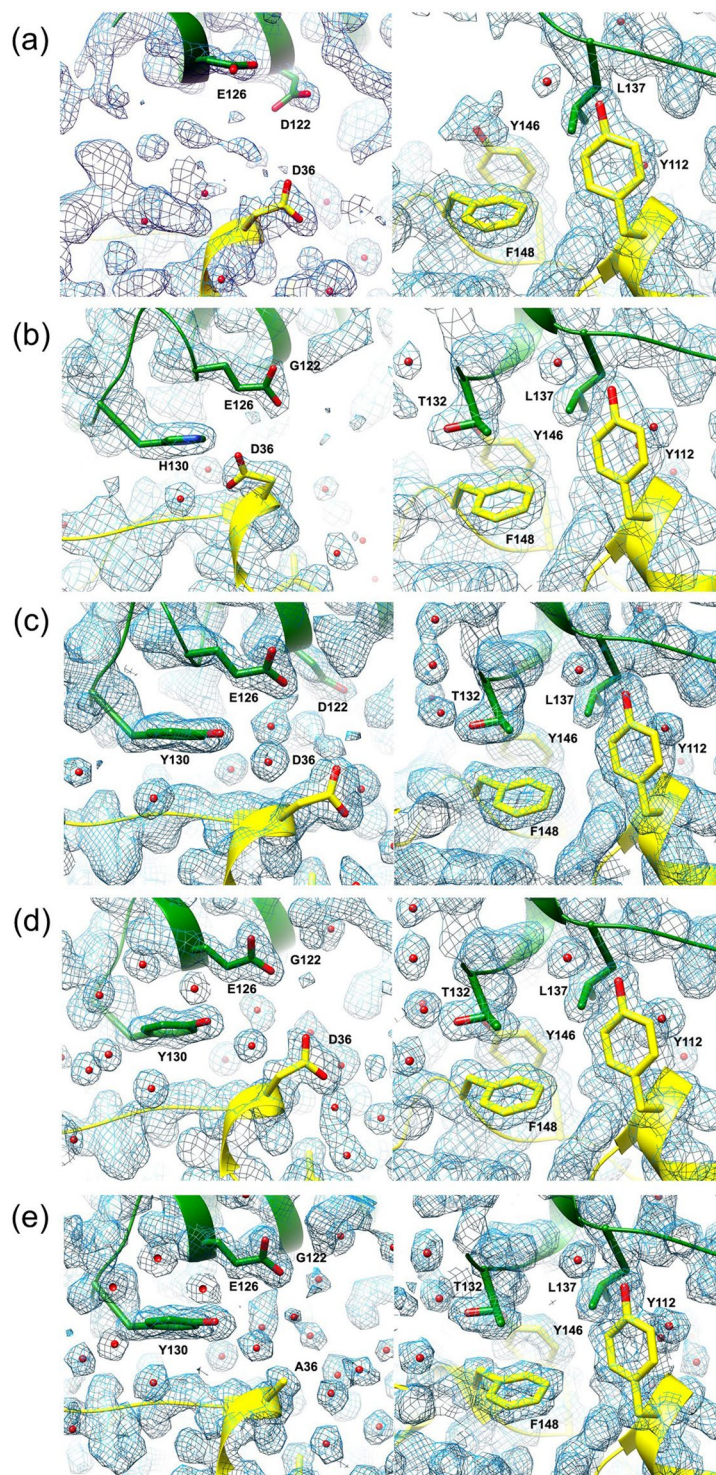 (a)
E126
D122
D36
L137
Y146
Y112
F148
(b)
G122
E126
H130
D36
T132
L137
Y146
Y112
F148
(c)
E126
D122
Y130
D36
T132
L137
Y146
Y112
F148
(d)
G122
E126
Y130
D36
T132
L137
Y146
Y112
F148
(e)
G122
E126
Y130
A36
T132
L137
Y112
Y146
F148